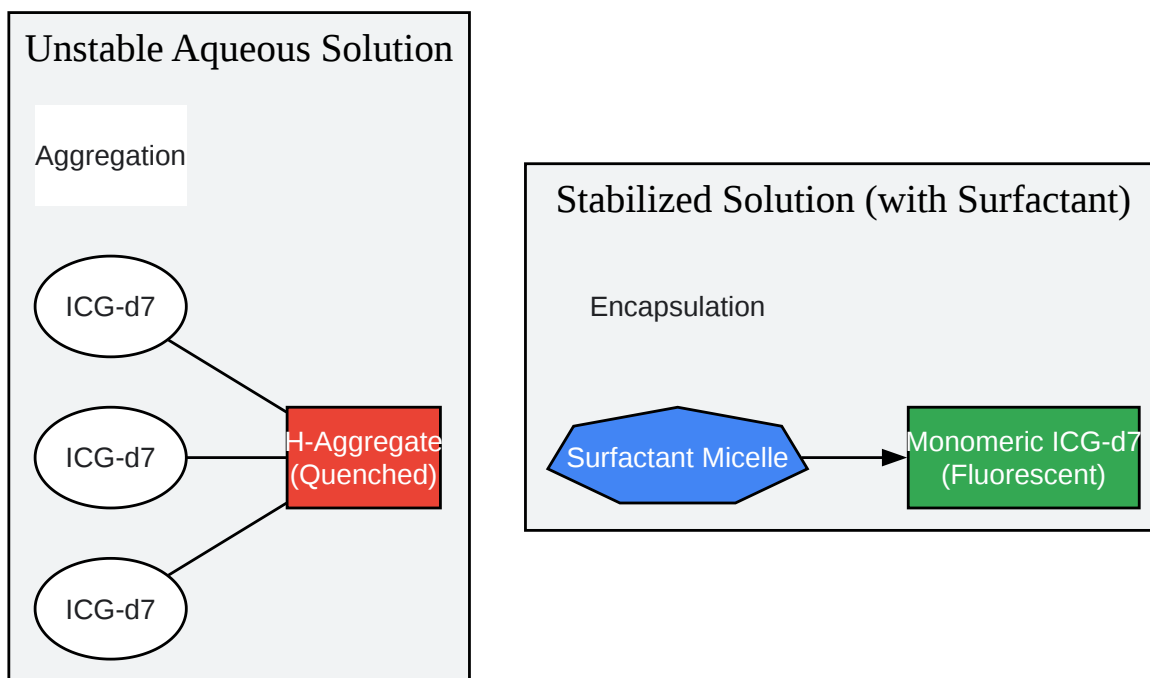 Unstable Aqueous Solution
Aggregation
ICG-d7
ICG-d7
ICG-d7
H-Aggregate
(Quenched)
Stabilized Solution (with Surfactant)
Encapsulation
Surfactant Micelle
Monomeric ICG-d7
(Fluorescent)